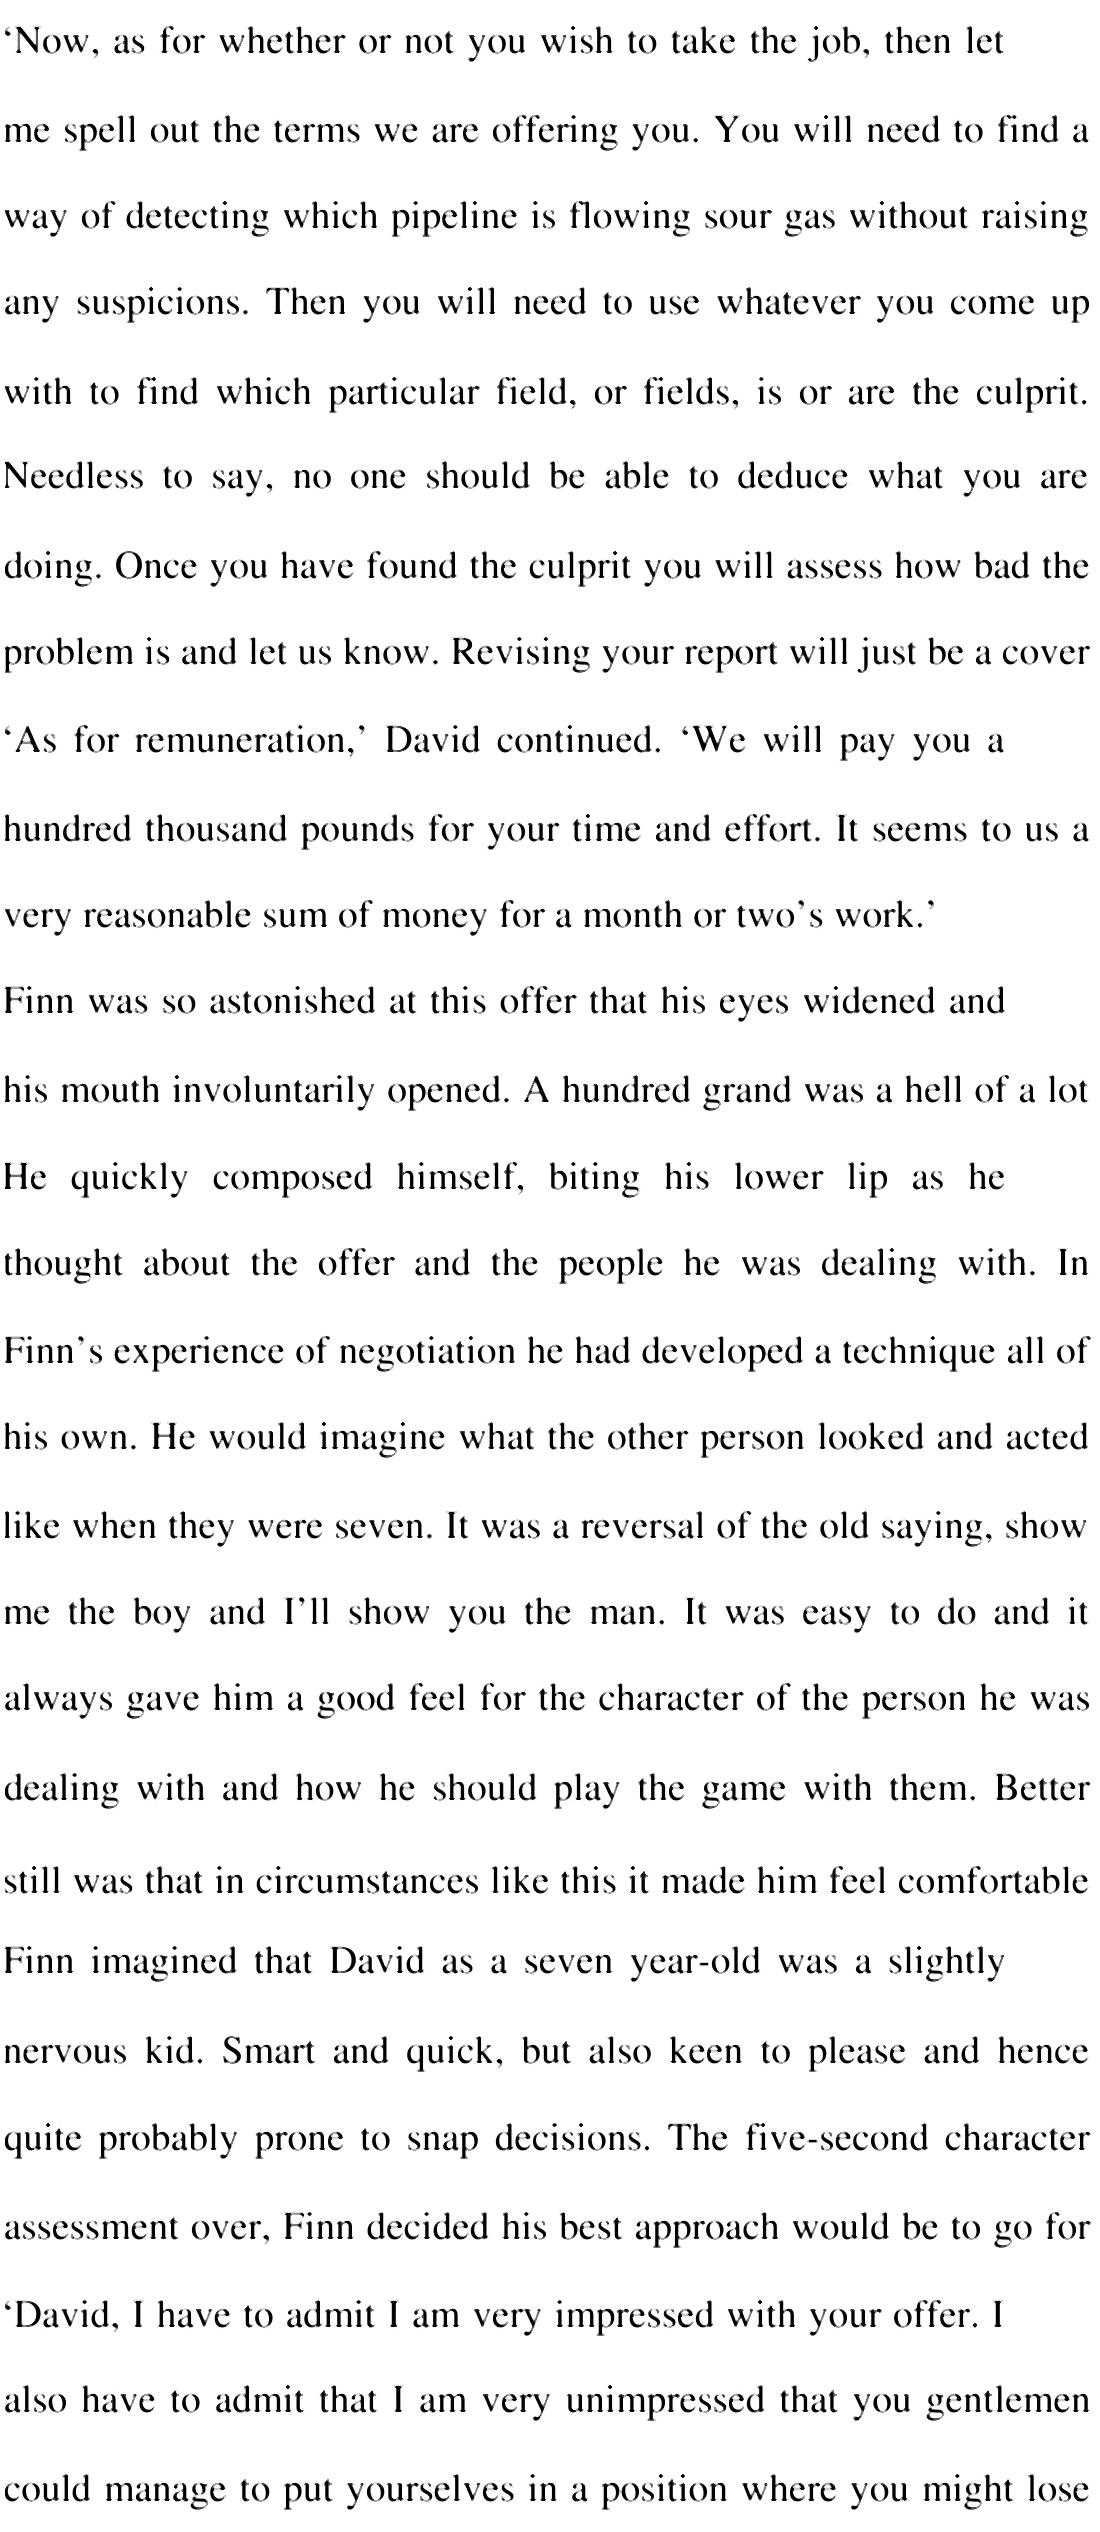 ‘Now, as for whether or not you wish to take the job, then let
me spell out the terms we are offering you. You will need to find a
way of detecting which pipeline is flowing sour gas without raising
any suspicions. Then you will need to use whatever you come up
with to find which particular field, or fields, is or are the culprit.
Needless to say, no one should be able to deduce what you are
doing. Once you have found the culprit you will assess how bad the
problem is and let us know. Revising your report will just be a cover
‘As for remuneration,’ David continued. ‘We will pay you a
hundred thousand pounds for your time and effort. It seems to us a
very reasonable sum of money for a month or two’s work.’
Finn was so astonished at this offer that his eyes widened and
his mouth involuntarily opened. A hundred grand was a hell of a lot
He quickly composed himself, biting his lower lip as he
thought about the offer and the people he was dealing with. In
Finn’s experience of negotiation he had developed a technique all of
his own. He would imagine what the other person looked and acted
like when they were seven. It was a reversal of the old saying, show
me the boy and I’ll show you the man. It was easy to do and it
always gave him a good feel for the character of the person he was
dealing with and how he should play the game with them. Better
still was that in circumstances like this it made him feel comfortable
Finn imagined that David as a seven year-old was a slightly
nervous kid. Smart and quick, but also keen to please and hence
quite probably prone to snap decisions. The five-second character
assessment over, Finn decided his best approach would be to go for
‘David, I have to admit I am very impressed with your offer. I
also have to admit that I am very unimpressed that you gentlemen
could manage to put yourselves in a position where you might lose